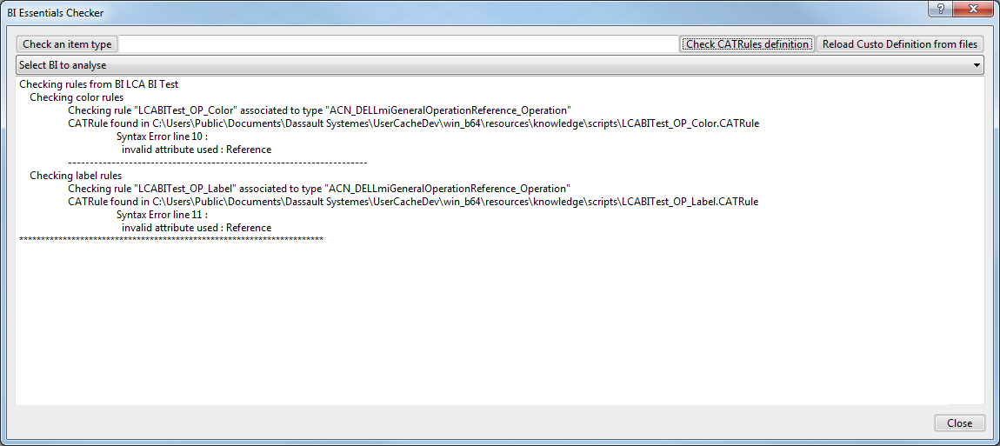 BI Essentials Checker
?
Check an item type
Check CATRules definition
Reload Custo Definition from files
Select BI to analyse
Checking rules from BI LCA BI Test
Checking color rules
Checking rule "LCABITest_OP_Color" associated to type "ACN_DELLmiGeneralOperationReference_Operation"
CATRule found in C:\Users\Public\Documents\Dassault Systemes\UserCacheDev\win_b64\resources\knowledge\scripts\LCABITest_OP_Color.CATRule
Syntax Error line 10 :
invalid attribute used : Reference
----------------------------------------------------------------------
Checking label rules
Checking rule "LCABITest_OP_Label" associated to type "ACN_DELLmiGeneralOperationReference_Operation"
CATRule found in C:\Users\Public\Documents\Dassault Systemes\UserCacheDev\win_b64\resources\knowledge\scripts\LCABITest_OP_Label.CATRule
Syntax Error line 11 :
invalid attribute used : Reference
**********************************************************************
Close